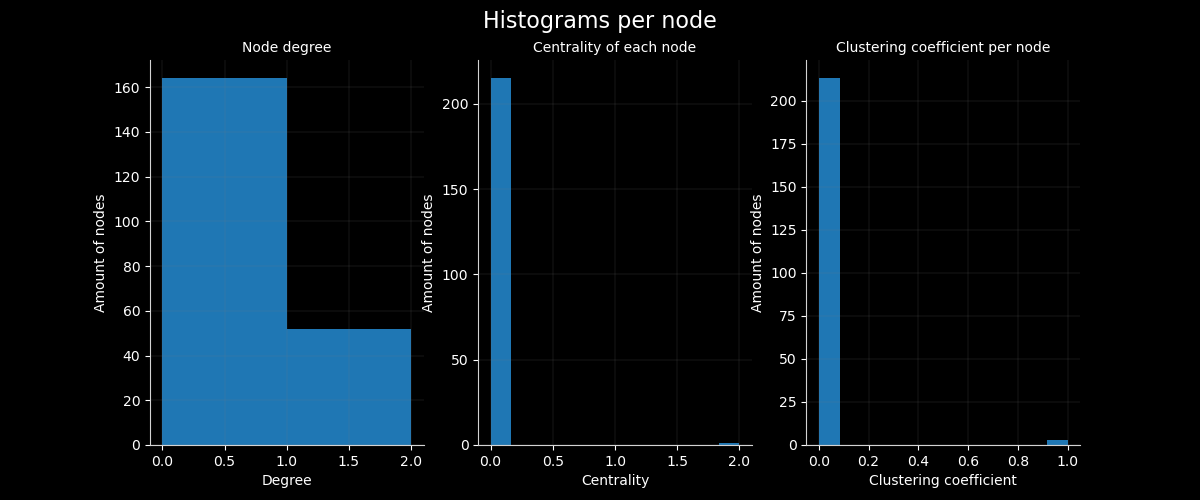 Histograms per node
Node degree
Amount of nodes
160
140
120
100
80
60
40
20
0
0.0 0.5 1.0 1.5 2.0
Degree
Centrality of each node
Amount of nodes
200
150
100
50
0
0.0 0.5 1.0 1.5 2.0
Centrality
Clustering coefficient per node
Amount of nodes
200
175
150
125
100
75
50
25
0
0.0 0.2 0.4 0.6 0.8 1.0
Clustering coefficient